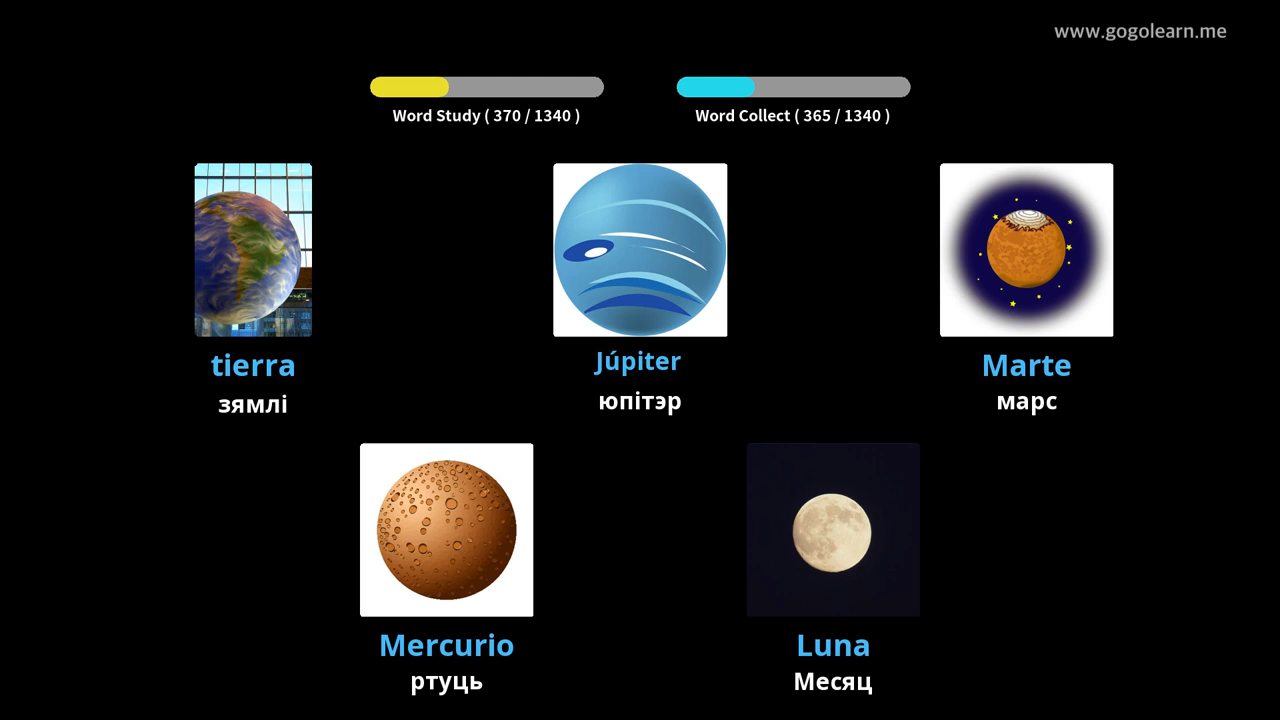 www.gogolearn.me
Word Study ( 370 / 1340 )
Word Collect ( 365 / 1340 )
tierra
зямлі
Júpiter
юпітэр
Marte
марс
Mercurio
ртуць
Luna
Месяц